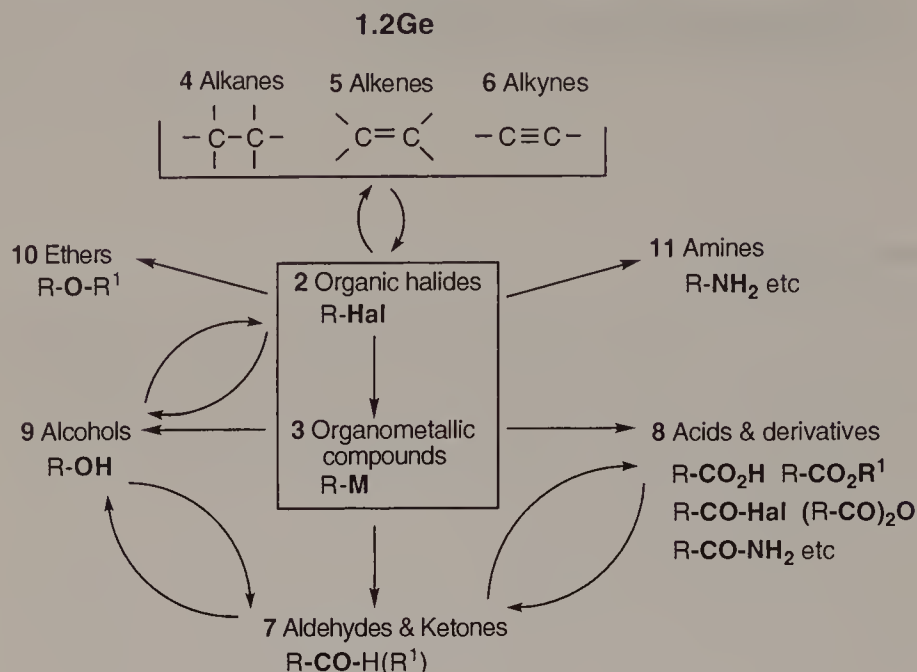 1.2Ge
4 Alkanes 5 Alkenes 6 Alkynes
–C–C– C=C –C≡C–
10 Ethers
R-O-R¹
11 Amines
R-NH₂ etc
2 Organic halides
R-Hal
9 Alcohols
R-OH
3 Organometallic
compounds
R-M
8 Acids & derivatives
R-CO₂H R-CO₂R¹
R-CO-Hal (R-CO)₂O
R-CO-NH₂ etc
7 Aldehydes & Ketones
R-CO-H(R¹)